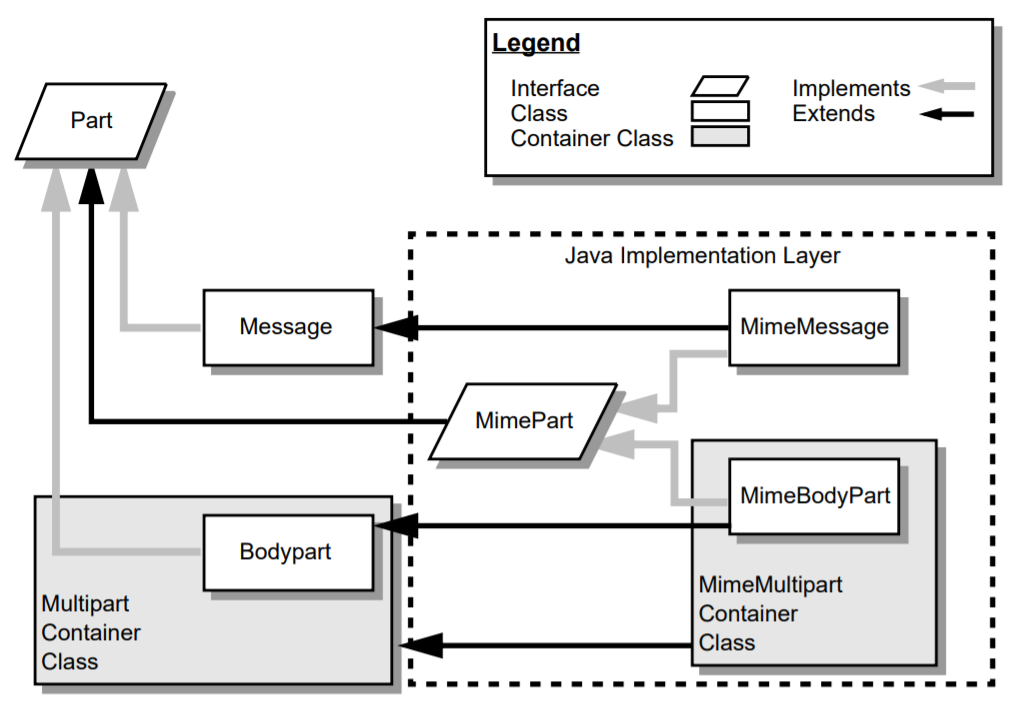 Legend
Interface
Implements
Class
Extends
Container Class
Part
Java Implementation Layer
Message
MimeMessage
MimePart
MimeBodyPart
Bodypart
MimeMultipart
Container
Class
Multipart
Container
Class